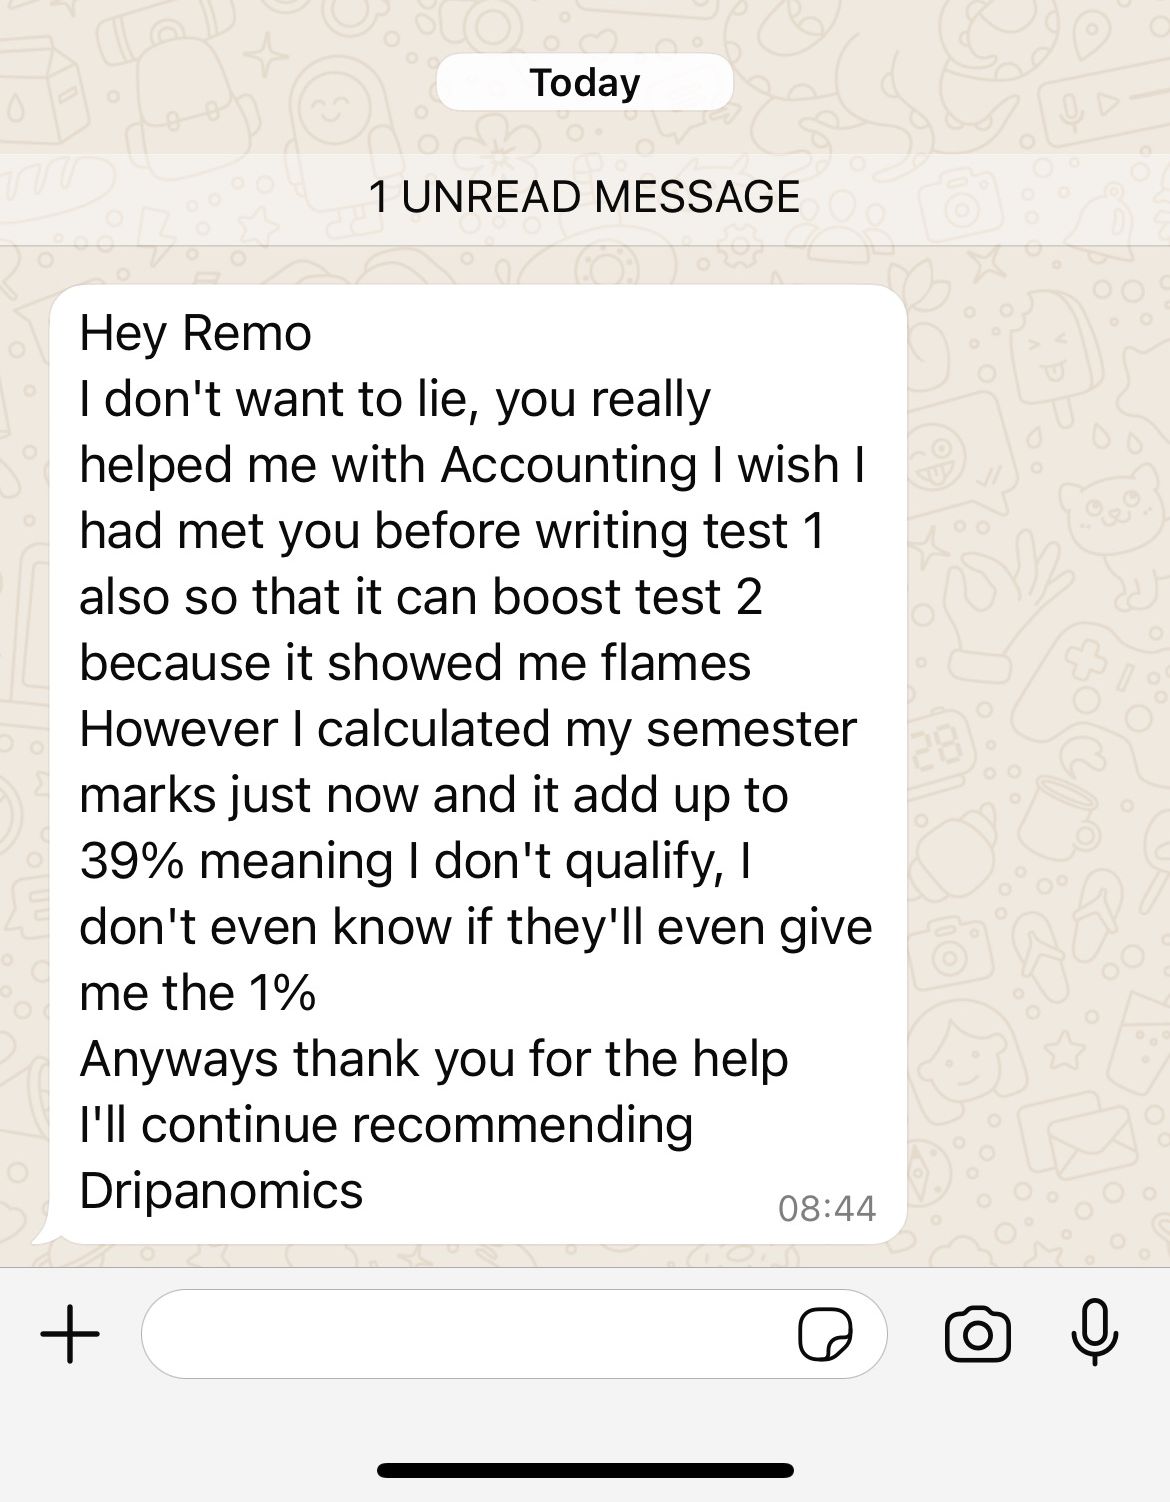 Today
1 UNREAD MESSAGE
Hey Remo
I don't want to lie, you really
helped me with Accounting I wish I
had met you before writing test 1
also so that it can boost test 2
because it showed me flames
However I calculated my semester
marks just now and it add up to
39% meaning I don't qualify, I
don't even know if they'll even give
me the 1%
Anyways thank you for the help
I'll continue recommending
Dripanomics
08:44